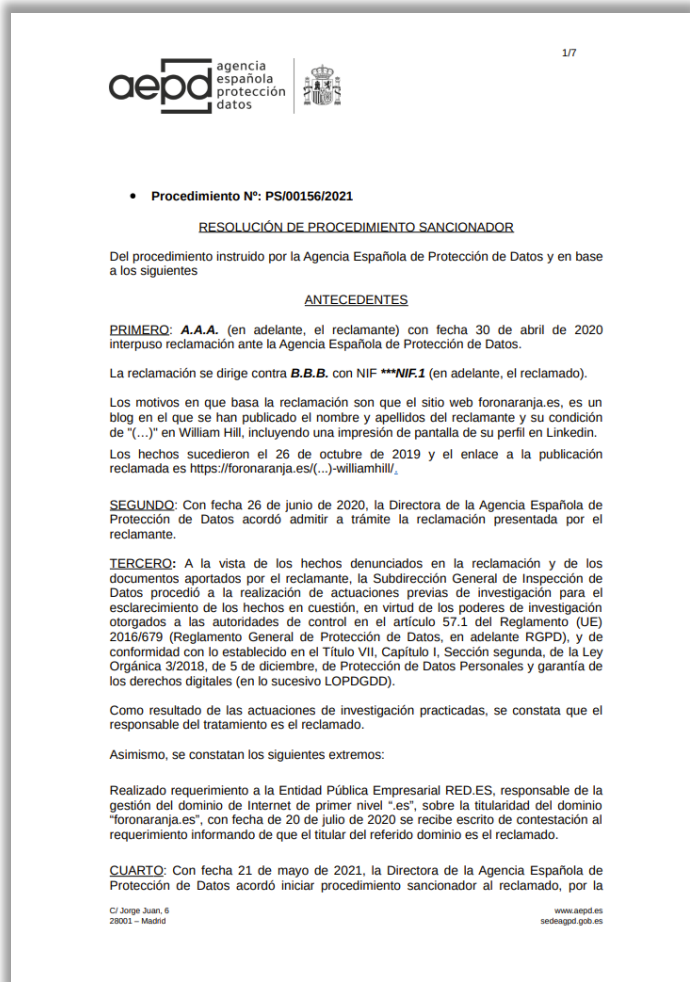 1/7
aepd
agencia
española
protección
datos
• Procedimiento Nº: PS/00156/2021
RESOLUCIÓN DE PROCEDIMIENTO SANCIONADOR
Del procedimiento instruido por la Agencia Española de Protección de Datos y en base
a los siguientes
ANTECEDENTES
PRIMERO: A.A.A. (en adelante, el reclamante) con fecha 30 de abril de 2020
interpuso reclamación ante la Agencia Española de Protección de Datos.
La reclamación se dirige contra B.B.B. con NIF ***NIF.1 (en adelante, el reclamado).
Los motivos en que basa la reclamación son que el sitio web foronaranja.es, es un
blog en el que se han publicado el nombre y apellidos del reclamante y su condición
de "(…)" en William Hill, incluyendo una impresión de pantalla de su perfil en Linkedin.
Los hechos sucedieron el 26 de octubre de 2019 y el enlace a la publicación
reclamada es https://foronaranja.es/(...)-williamhill/.
SEGUNDO: Con fecha 26 de junio de 2020, la Directora de la Agencia Española de
Protección de Datos acordó admitir a trámite la reclamación presentada por el
reclamante.
TERCERO: A la vista de los hechos denunciados en la reclamación y de los
documentos aportados por el reclamante, la Subdirección General de Inspección de
Datos procedió a la realización de actuaciones previas de investigación para el
esclarecimiento de los hechos en cuestión, en virtud de los poderes de investigación
otorgados a las autoridades de control en el artículo 57.1 del Reglamento (UE)
2016/679 (Reglamento General de Protección de Datos, en adelante RGPD), y de
conformidad con lo establecido en el Título VII, Capítulo I, Sección segunda, de la Ley
Orgánica 3/2018, de 5 de diciembre, de Protección de Datos Personales y garantía de
los derechos digitales (en lo sucesivo LOPDGDD).
Como resultado de las actuaciones de investigación practicadas, se constata que el
responsable del tratamiento es el reclamado.
Asimismo, se constatan los siguientes extremos:
Realizado requerimiento a la Entidad Pública Empresarial RED.ES, responsable de la
gestión del dominio de Internet de primer nivel “.es”, sobre la titularidad del dominio
“foronaranja.es”, con fecha de 20 de julio de 2020 se recibe escrito de contestación al
requerimiento informando de que el titular del referido dominio es el reclamado.
CUARTO: Con fecha 21 de mayo de 2021, la Directora de la Agencia Española de
Protección de Datos acordó iniciar procedimiento sancionador al reclamado, por la
C/ Jorge Juan, 6
28001 – Madrid
www.aepd.es
sedeagpd.gob.es